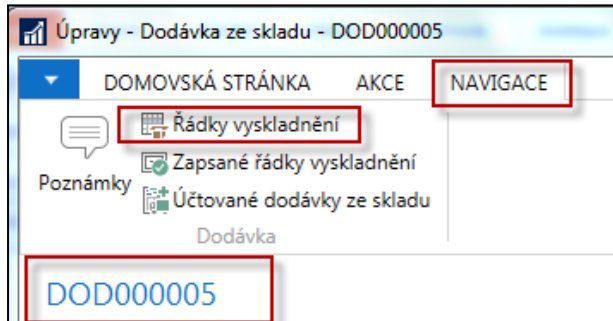 Úpravy - Dodávka ze skladu - DOD000005
DOMOVSKÁ STRÁNKA AKCE NAVIGACE
Poznámky
Řádky vyskladnění
Zapsané řádky vyskladnění
Účtované dodávky ze skladu
Dodávka
DOD000005